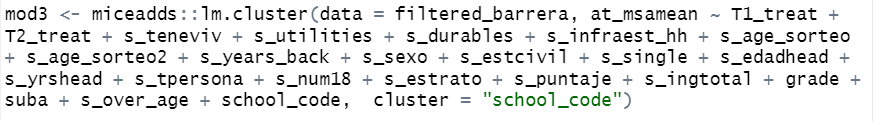 mod3 <- miceadds::lm.cluster(data = filtered_barrera, at_msamean ~ T1_treat +
T2_treat + s_teneviv + s_utilities + s_durables + s_infraest_hh + s_age_sorteo
+ s_age_sorteo2 + s_years_back + s_sexo + s_estcivil + s_single + s_edadhead
+ s_yrshead + s_tpersona + s_num18 + s_estrato + s_puntaje + s_ingtotal + grade +
suba + s_over_age + school_code,  cluster = "school_code")